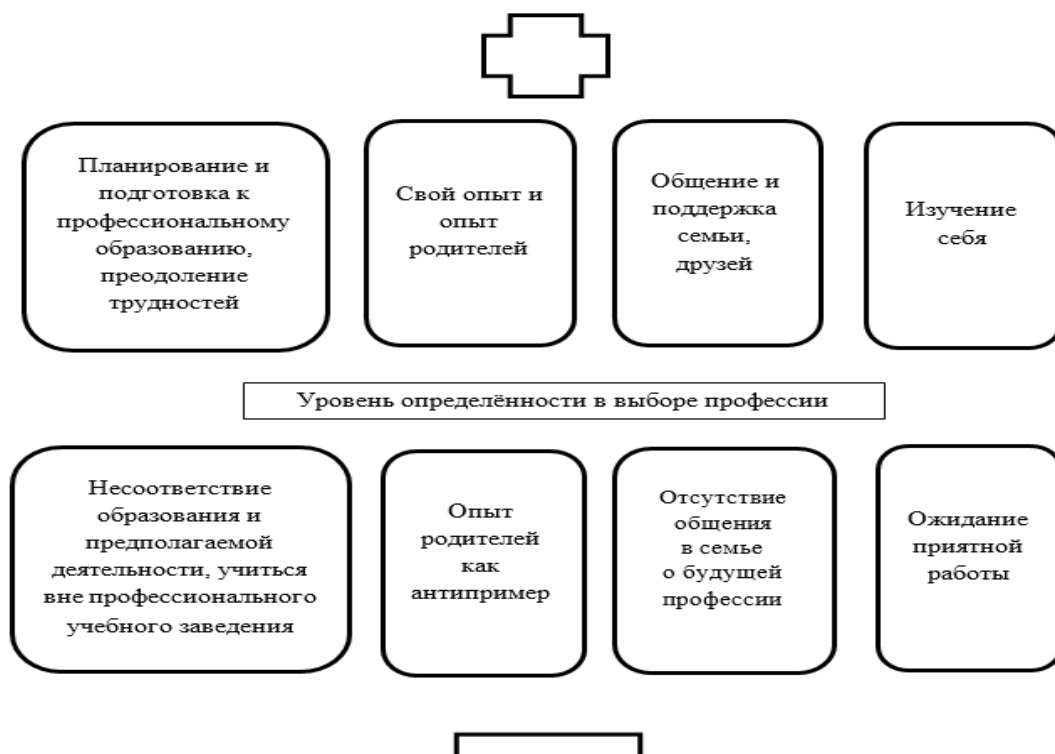 Планирование и
подготовка к
профессиональному
образованию,
преодоление
трудностей
Свой опыт и
опыт
родителей
Общение и
поддержка
семьи,
друзей
Изучение
себя
Уровень определённости в выборе профессии
Несоответствие
образования и
предполагаемой
деятельности, учиться
вне профессионального
учебного заведения
Опыт
родителей
как
антипример
Отсутствие
общения
в семье
о будущей
профессии
Ожидание
приятной
работы